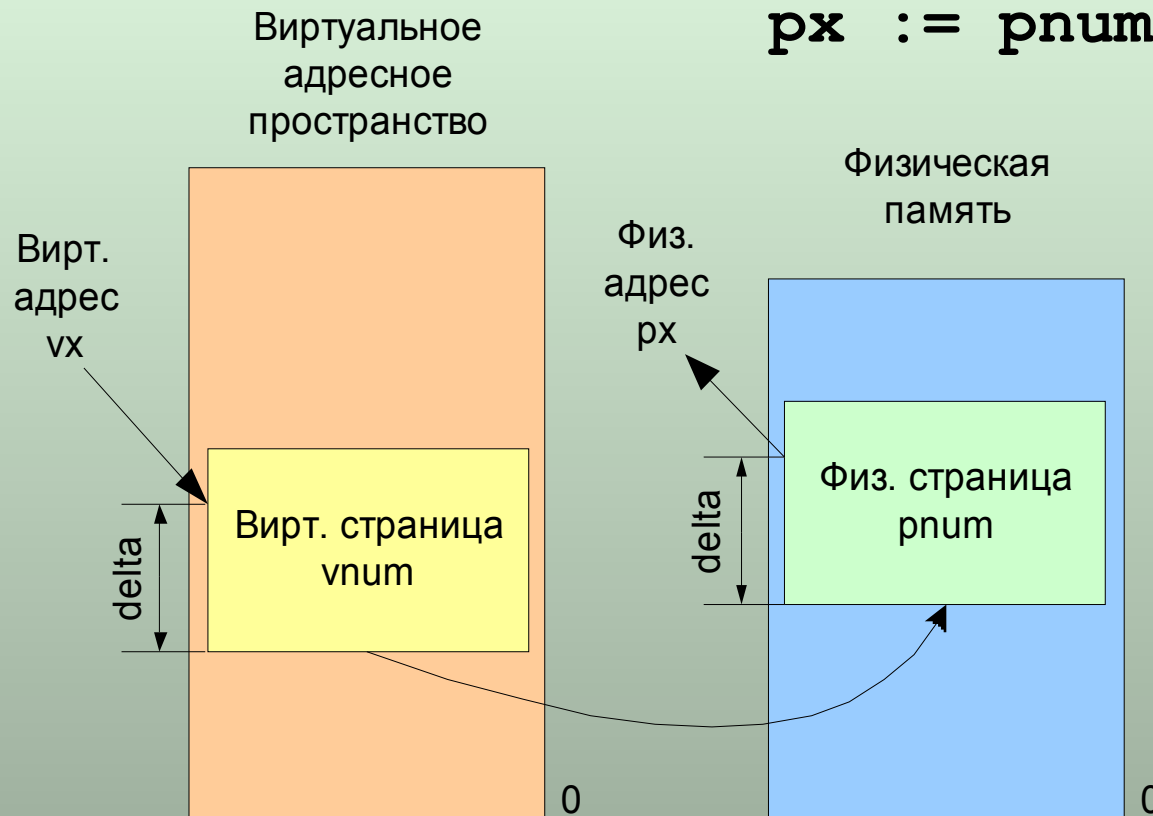 px := pnum
Виртуальное
адресное
пространство
Физическая
память
Вирт.
адрес
vx
Физ.
адрес
px
Вирт. страница
vnum
delta
Физ. страница
pnum
delta
0
0